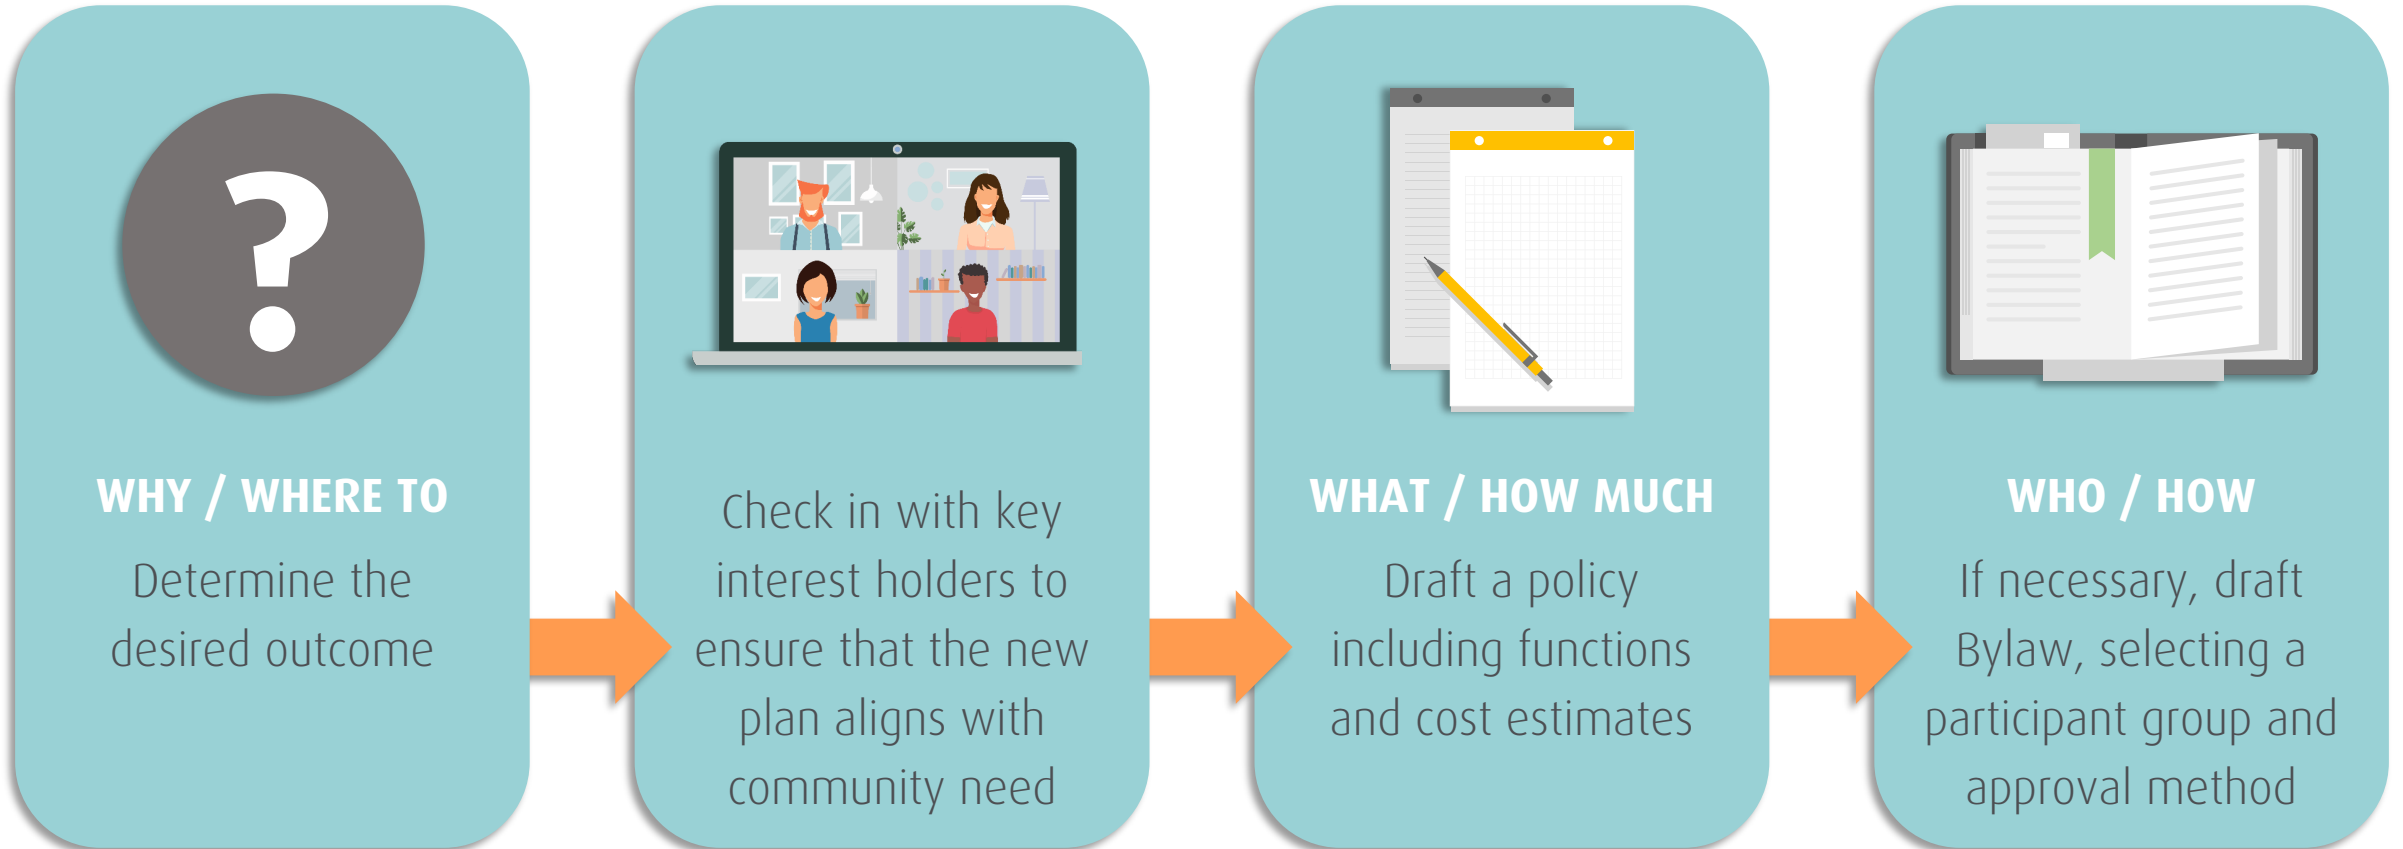 ?
WHY / WHERE TO
Determine the
desired outcome
Check in with key
interest holders to
ensure that the new
plan aligns with
community need
WHAT / HOW MUCH
Draft a policy
including functions
and cost estimates
WHO / HOW
If necessary, draft
Bylaw, selecting a
participant group and
approval method